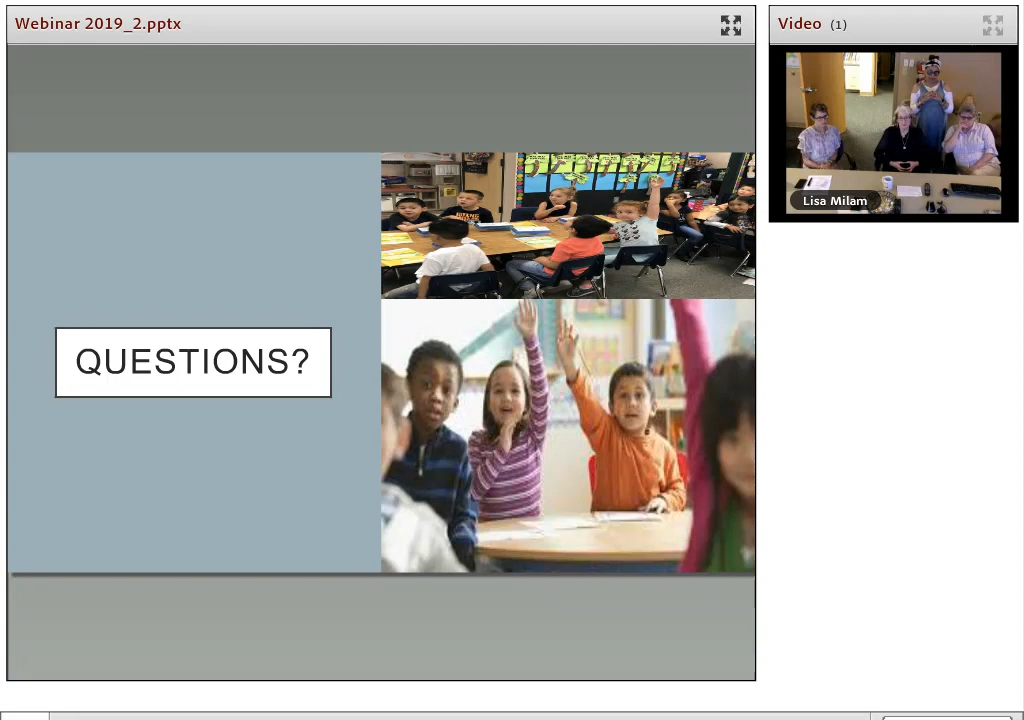 Webinar 2019_2.pptx
Video (1)
Lisa Milam
QUESTIONS?